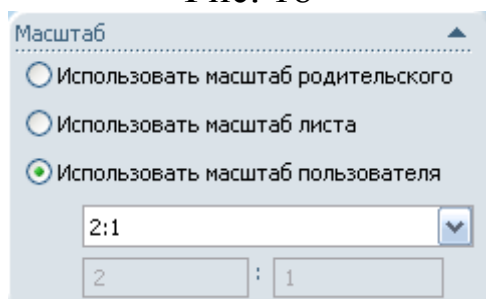 Масштаб
Использовать масштаб родительского
Использовать масштаб листа
Использовать масштаб пользователя
2:1
2 : 1